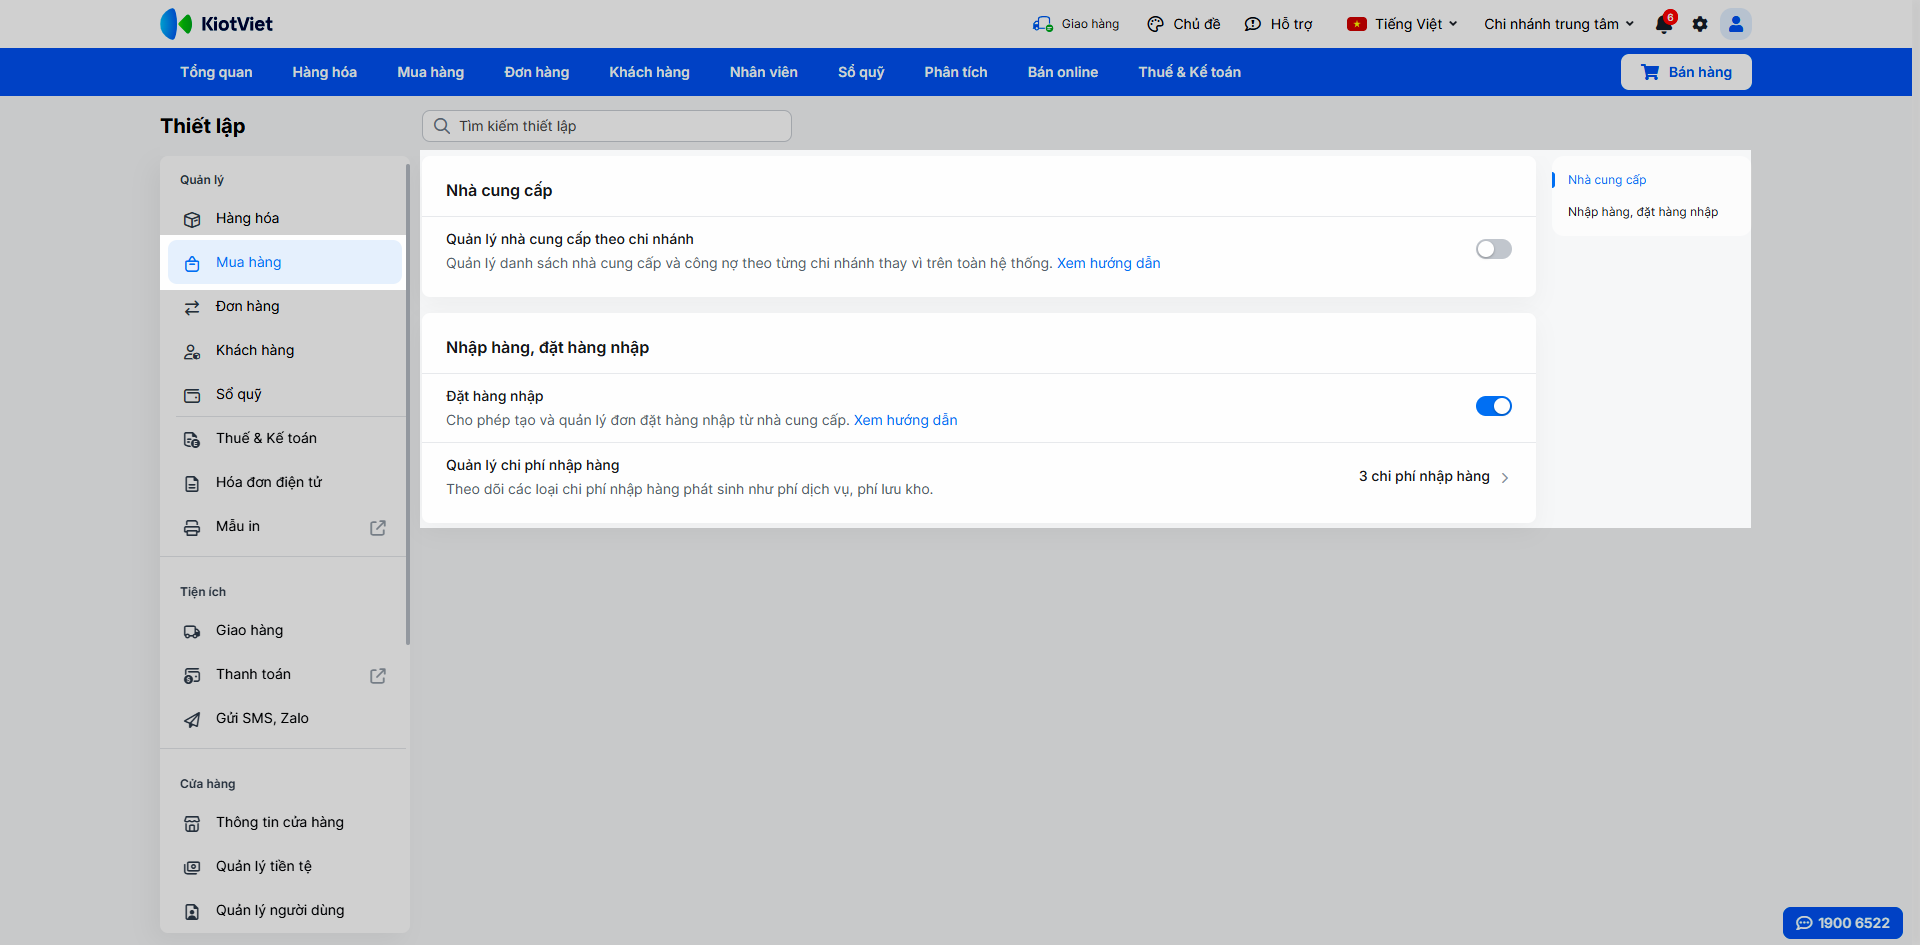 KiotViet
Giao hàng
Chủ đề
Hỗ trợ
Tiếng Việt
Chi nhánh trung tâm
6
Tổng quan
Hàng hóa
Mua hàng
Đơn hàng
Khách hàng
Nhân viên
Sổ quỹ
Phân tích
Bán online
Thuế & Kế toán
Bán hàng
Thiết lập
Tìm kiếm thiết lập
Quản lý
Hàng hóa
Mua hàng
Đơn hàng
Khách hàng
Sổ quỹ
Thuế & Kế toán
Hóa đơn điện tử
Mẫu in
Tiện ích
Giao hàng
Thanh toán
Gửi SMS, Zalo
Cửa hàng
Thông tin cửa hàng
Quản lý tiền tệ
Quản lý người dùng
Nhà cung cấp
Quản lý nhà cung cấp theo chi nhánh
Quản lý danh sách nhà cung cấp và công nợ theo từng chi nhánh thay vì trên toàn hệ thống. Xem hướng dẫn
Nhập hàng, đặt hàng nhập
Đặt hàng nhập
Cho phép tạo và quản lý đơn đặt hàng nhập từ nhà cung cấp. Xem hướng dẫn
Quản lý chi phí nhập hàng
Theo dõi các loại chi phí nhập hàng phát sinh như phí dịch vụ, phí lưu kho.
3 chi phí nhập hàng
Nhà cung cấp
Nhập hàng, đặt hàng nhập
1900 6522